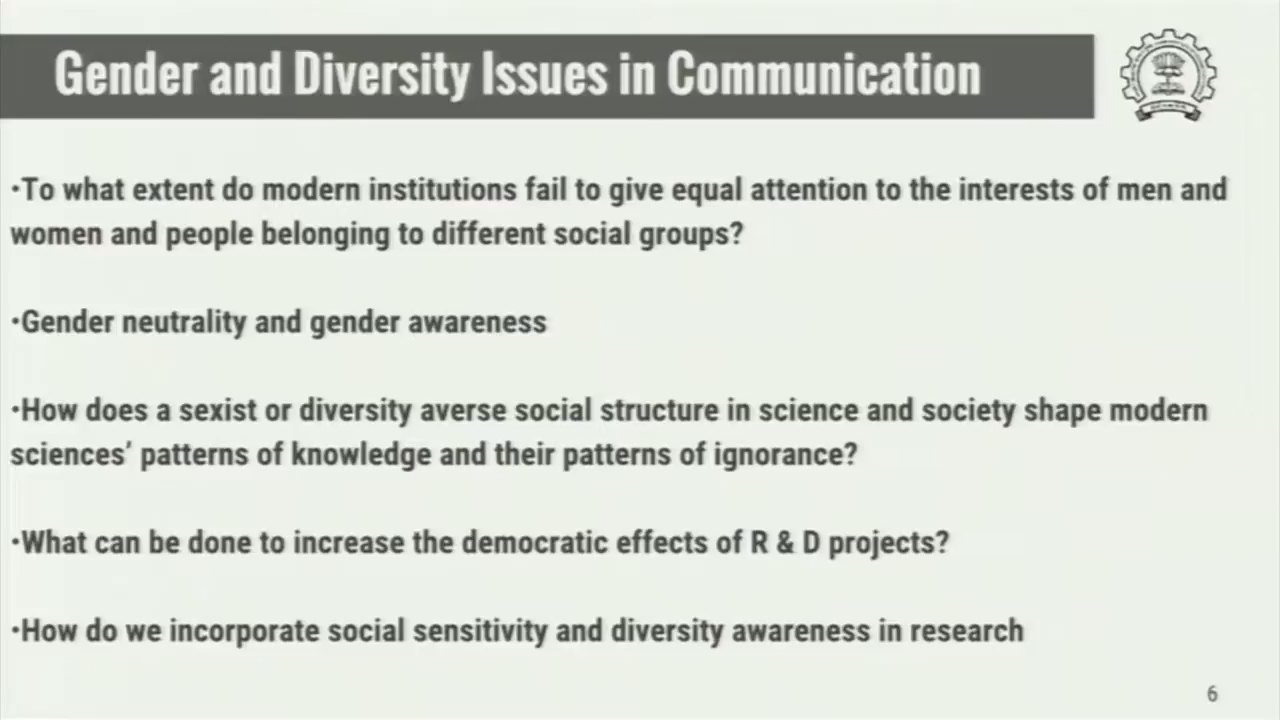 Gender and Diversity Issues in Communication
•To what extent do modern institutions fail to give equal attention to the interests of men and
women and people belonging to different social groups?
•Gender neutrality and gender awareness
•How does a sexist or diversity averse social structure in science and society shape modern
sciences’ patterns of knowledge and their patterns of ignorance?
•What can be done to increase the democratic effects of R & D projects?
•How do we incorporate social sensitivity and diversity awareness in research
6